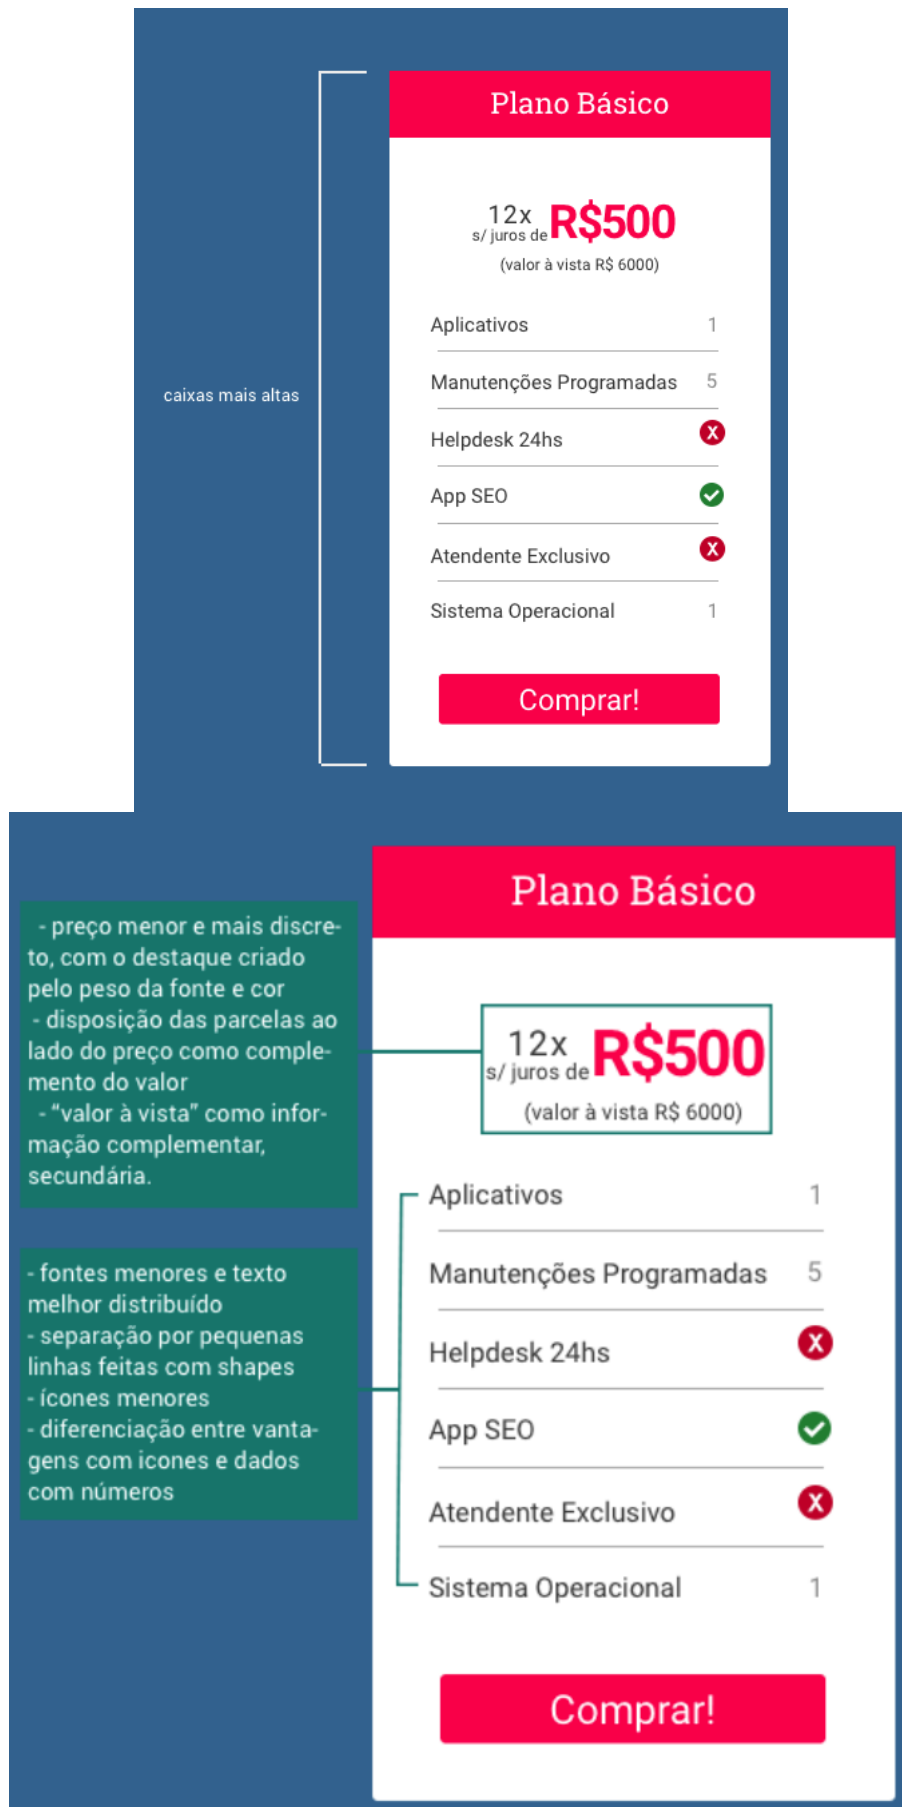 Plano Básico
12x
s/ juros de R$500
(valor à vista R$ 6000)
Aplicativos 1
caixas mais altas
Manutenções Programadas 5
Helpdesk 24hs X
App SEO
Atendente Exclusivo X
Sistema Operacional 1
Comprar!
Plano Básico
- preço menor e mais discre-
to, com o destaque criado
pelo peso da fonte e cor
- disposição das parcelas ao
lado do preço como comple-
mento do valor
- “valor à vista” como infor-
mação complementar,
secundária.
12x
s/ juros de R$500
(valor à vista R$ 6000)
- fontes menores e texto
melhor distribuído
- separação por pequenas
linhas feitas com shapes
- ícones menores
- diferenciação entre vanta-
gens com icones e dados
com números
Aplicativos 1
Manutenções Programadas 5
Helpdesk 24hs X
App SEO
Atendente Exclusivo X
Sistema Operacional 1
Comprar!